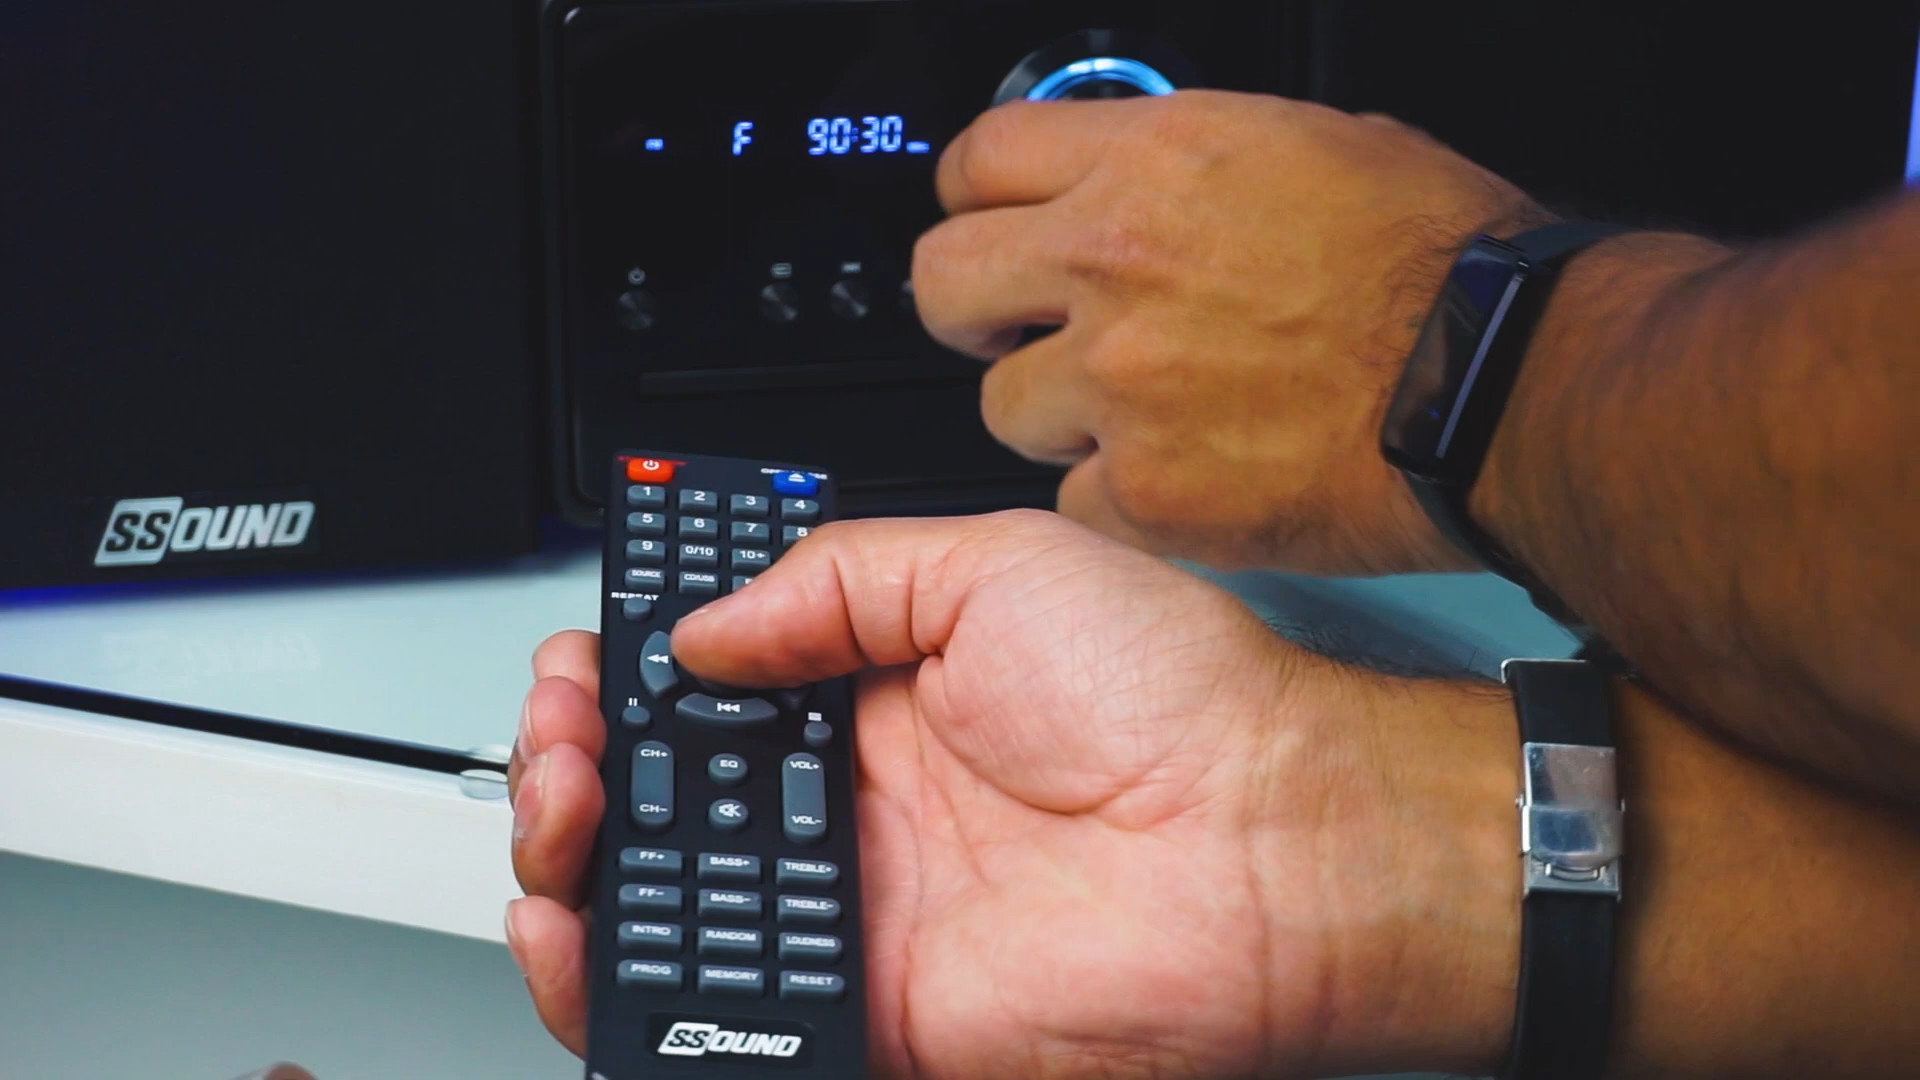 F 90:30
SSOUND
1 2 3 4
5 6 7 8
9 0/10 10+
SOURCE CD/USB
REPEAT
CH+ EQ VOL+
CH- VOL-
FF+ BASS+ TREBLE+
FF- BASS- TREBLE-
INTRO RANDOM LOUDNESS
PROG MEMORY RESET
SSOUND